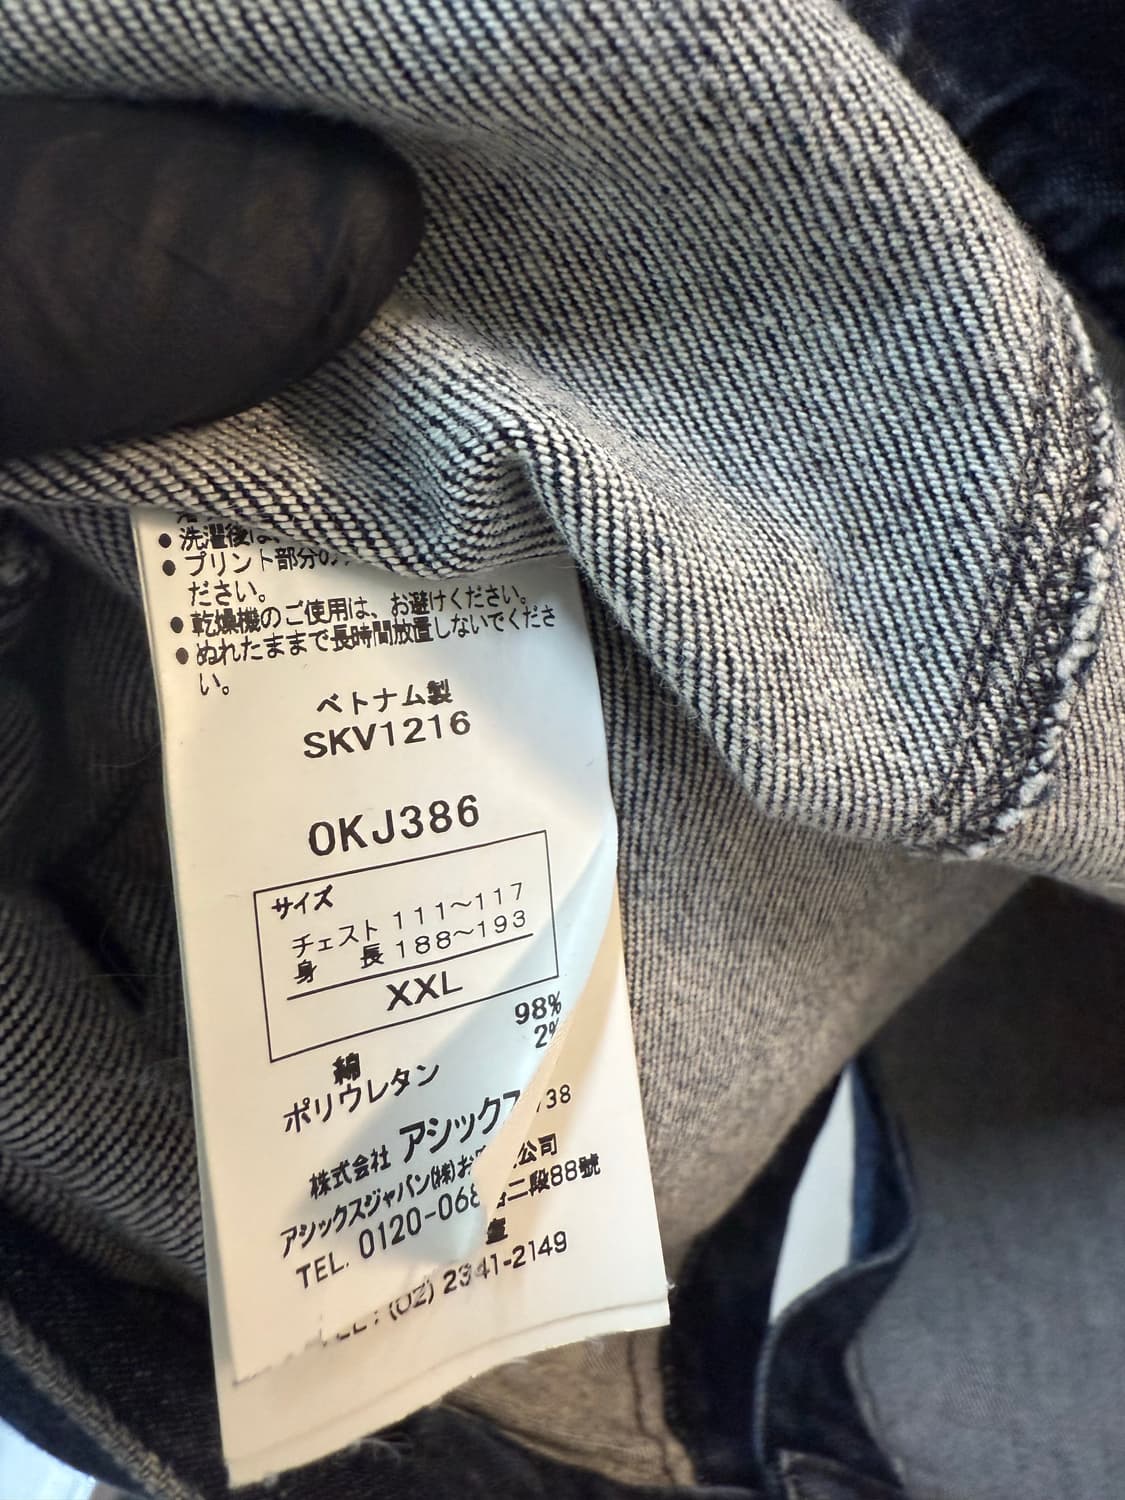 ● 洗濯後は、
● プリント部分の
ださい。
● 乾燥機のご使用は、お避けください。
● ぬれたままで長時間放置しないでくださ
い。
ベトナム製
SKV1216
OKJ386
サイズ
チェスト 111～117
身 長 188～193
XXL
98%
2%
綿
ポリウレタン
株式会社 アシックス
738
アシックスジャパン(株)お
公司
TEL. 0120-068
二段88號
(02) 2341-2149